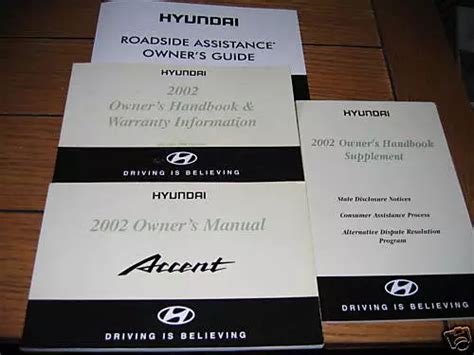 HYUNDAI
ROADSIDE ASSISTANCE
OWNER'S GUIDE
HYUNDAI
2002
Owner's Handbook &
Warranty Information
DRIVING IS BELIEVING
HYUNDAI
2002 Owner's Manual
Accent
DRIVING IS BELIEVING
HYUNDAI
2002 Owner's Handbook
Supplement
State Disclosure Notices
Consumer Assistance Process
Alternative Dispute Resolution
Program
DRIVING IS BELIEVING